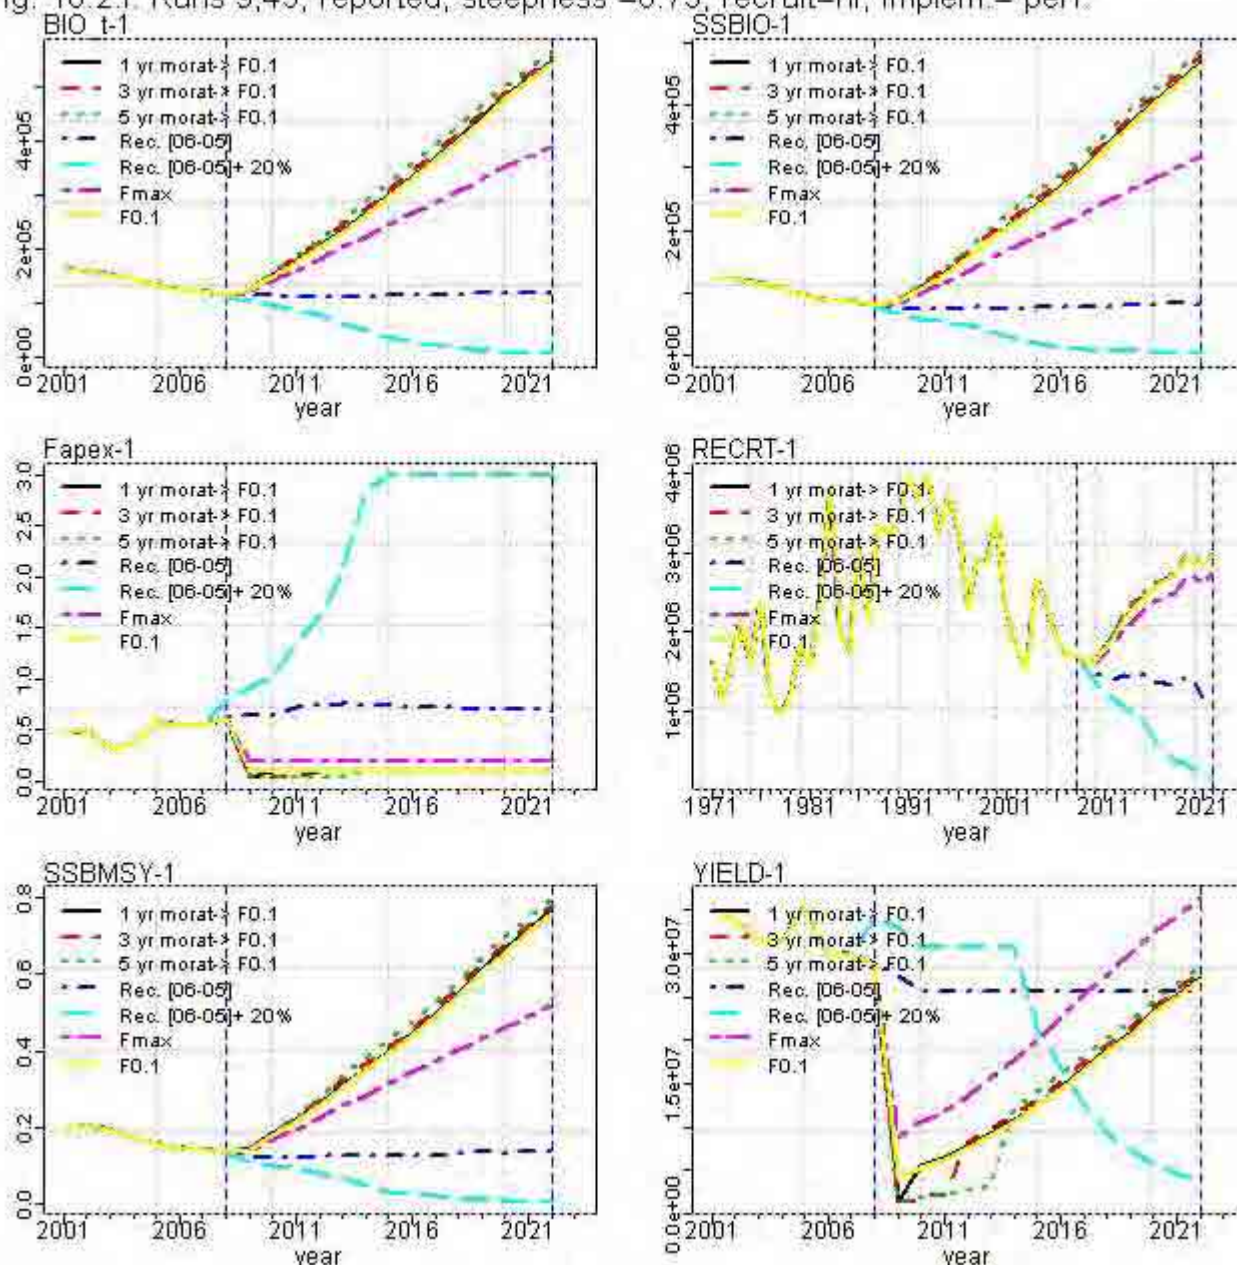 Fig. 10.2.1. Runs 3,45, reported, steepness =0.75, recruit=hi, implem.= perf.
BIO_t-1
1 yr morat-> F0.1
3 yr morat-> F0.1
5 yr morat-> F0.1
Rec. [06-05]
Rec. [06-05]+ 20%
Fmax
F0.1
0e+00 2e+05 4e+05
2001 2006 2011 2016 2021
year
SSBIO-1
1 yr morat-> F0.1
3 yr morat-> F0.1
5 yr morat-> F0.1
Rec. [06-05]
Rec. [06-05]+ 20%
Fmax
F0.1
0e+00 2e+05 4e+05
2001 2006 2011 2016 2021
year
Fapex-1
1 yr morat-> F0.1
3 yr morat-> F0.1
5 yr morat-> F0.1
Rec. [06-05]
Rec. [06-05]+ 20%
Fmax
F0.1
0.0 0.5 1.0 1.5 2.0 2.5 3.0
2001 2006 2011 2016 2021
year
RECRT-1
1 yr morat-> F0.1
3 yr morat-> F0.1
5 yr morat-> F0.1
Rec. [06-05]
Rec. [06-05]+ 20%
Fmax
F0.1
1e+06 2e+06 3e+06 4e+06
1971 1981 1991 2001 2011 2021
year
SSBMSY-1
1 yr morat-> F0.1
3 yr morat-> F0.1
5 yr morat-> F0.1
Rec. [06-05]
Rec. [06-05]+ 20%
Fmax
F0.1
0.0 0.2 0.4 0.6 0.8
2001 2006 2011 2016 2021
year
YIELD-1
1 yr morat-> F0.1
3 yr morat-> F0.1
5 yr morat-> F0.1
Rec. [06-05]
Rec. [06-05]+ 20%
Fmax
F0.1
0.0e+00 1.5e+07 3.0e+07
2001 2006 2011 2016 2021
year